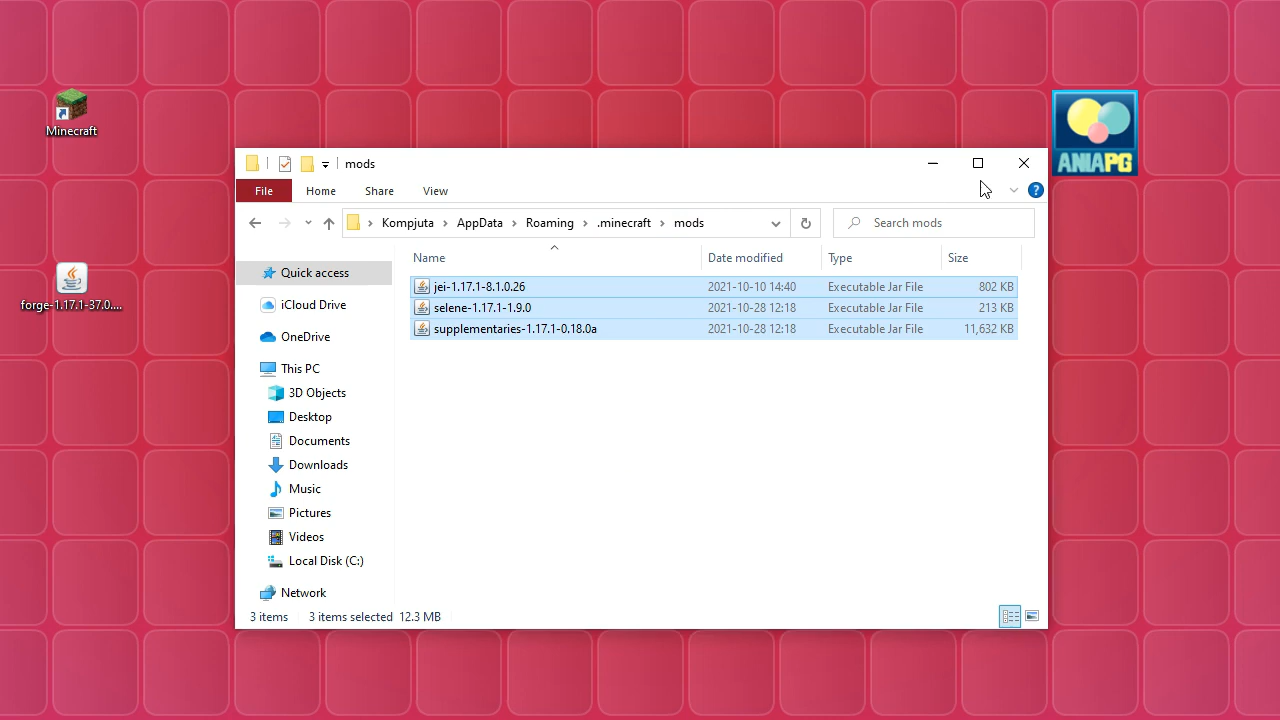 Minecraft
forge-1.17.1-37.0....
ANIAPG
mods
File Home Share View
Kompjuta AppData Roaming .minecraft mods
Search mods
Name Date modified Type Size
jei-1.17.1-8.1.0.26 2021-10-10 14:40 Executable Jar File 802 KB
selene-1.17.1-1.9.0 2021-10-28 12:18 Executable Jar File 213 KB
supplementaries-1.17.1-0.18.0a 2021-10-28 12:18 Executable Jar File 11,632 KB
Quick access
iCloud Drive
OneDrive
This PC
3D Objects
Desktop
Documents
Downloads
Music
Pictures
Videos
Local Disk (C:)
Network
3 items 3 items selected 12.3 MB